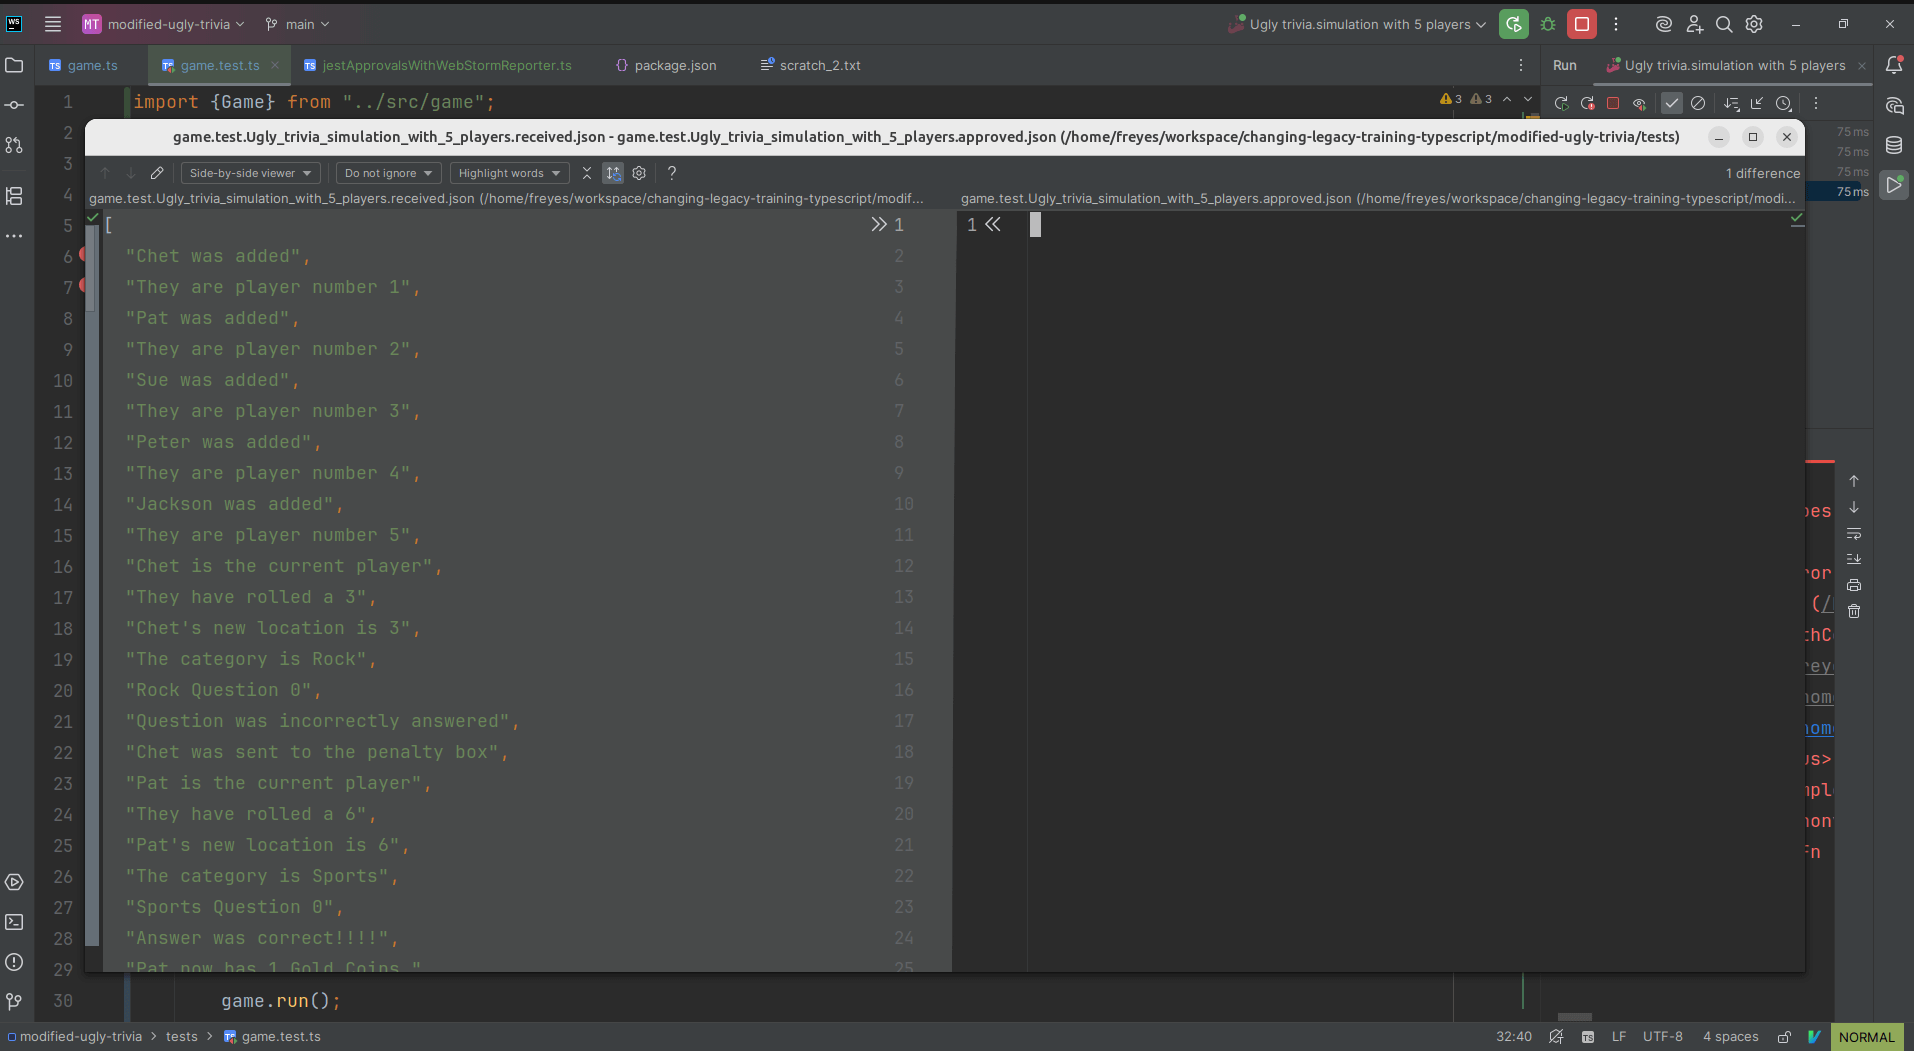 WS MT modified-ugly-trivia main Ugly trivia.simulation with 5 players
game.ts game.test.ts jestApprovalsWithWebStormReporter.ts package.json scratch_2.txt Run Ugly trivia.simulation with 5 players
1 import {Game} from "../src/game"; 3 3
game.test.Ugly_trivia_simulation_with_5_players.received.json - game.test.Ugly_trivia_simulation_with_5_players.approved.json (/home/freyes/workspace/changing-legacy-training-typescript/modified-ugly-trivia/tests)
Side-by-side viewer Do not ignore Highlight words ? 1 difference
game.test.Ugly_trivia_simulation_with_5_players.received.json (/home/freyes/workspace/changing-legacy-training-typescript/modif... game.test.Ugly_trivia_simulation_with_5_players.approved.json (/home/freyes/workspace/changing-legacy-training-typescript/modi...
2
3
4
75 ms
75 ms
75 ms
75 ms
5 [ 1 1
6 "Chet was added", 2
7 "They are player number 1", 3
8 "Pat was added", 4
9 "They are player number 2", 5
10 "Sue was added", 6
11 "They are player number 3", 7
12 "Peter was added", 8
13 "They are player number 4", 9
14 "Jackson was added", 10
15 "They are player number 5", 11
16 "Chet is the current player", 12
17 "They have rolled a 3", 13
18 "Chet's new location is 3", 14
19 "The category is Rock", 15
20 "Rock Question 0", 16
21 "Question was incorrectly answered", 17
22 "Chet was sent to the penalty box", 18
23 "Pat is the current player", 19
24 "They have rolled a 6", 20
25 "Pat's new location is 6", 21
26 "The category is Sports", 22
27 "Sports Question 0", 23
28 "Answer was correct!!!!", 24
29 "Pat now has 1 Gold Coins." 25
30 game.run();
modified-ugly-trivia tests game.test.ts 32:40 LF UTF-8 4 spaces NORMAL